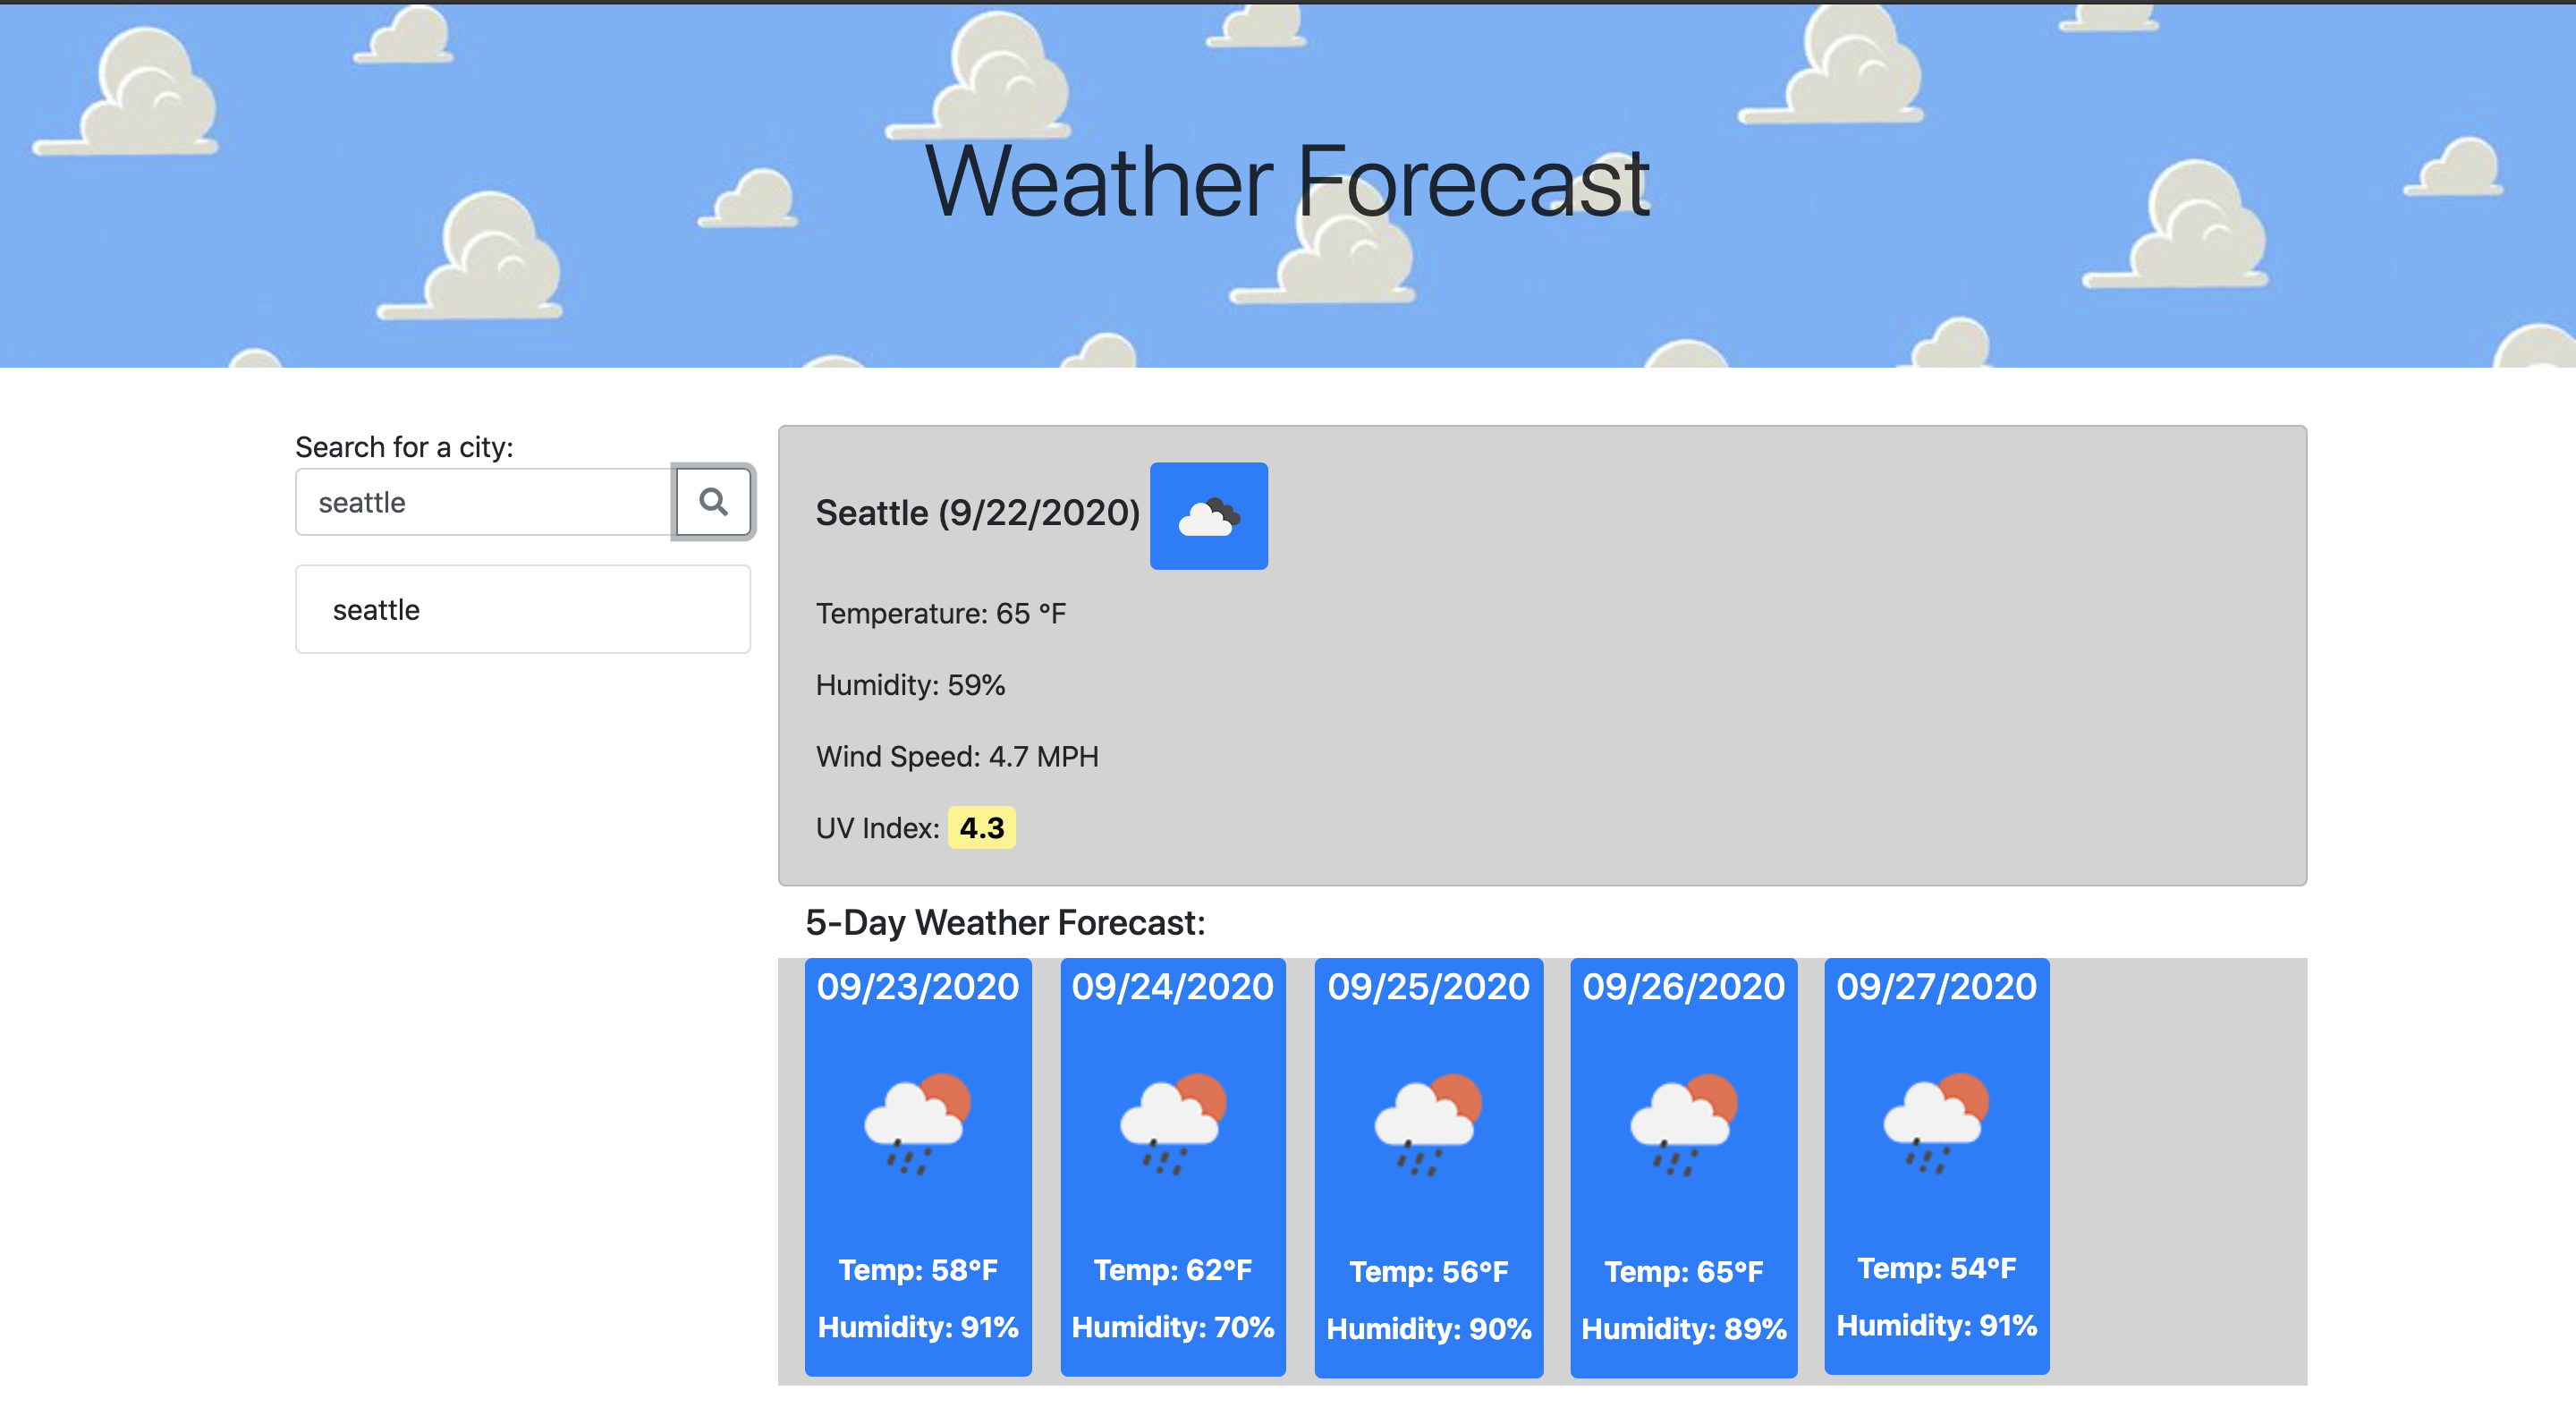 Weather Forecast
Search for a city:
seattle
seattle
Seattle (9/22/2020)
Temperature: 65 °F
Humidity: 59%
Wind Speed: 4.7 MPH
UV Index: 4.3
5-Day Weather Forecast:
09/23/2020
Temp: 58°F
Humidity: 91%
09/24/2020
Temp: 62°F
Humidity: 70%
09/25/2020
Temp: 56°F
Humidity: 90%
09/26/2020
Temp: 65°F
Humidity: 89%
09/27/2020
Temp: 54°F
Humidity: 91%